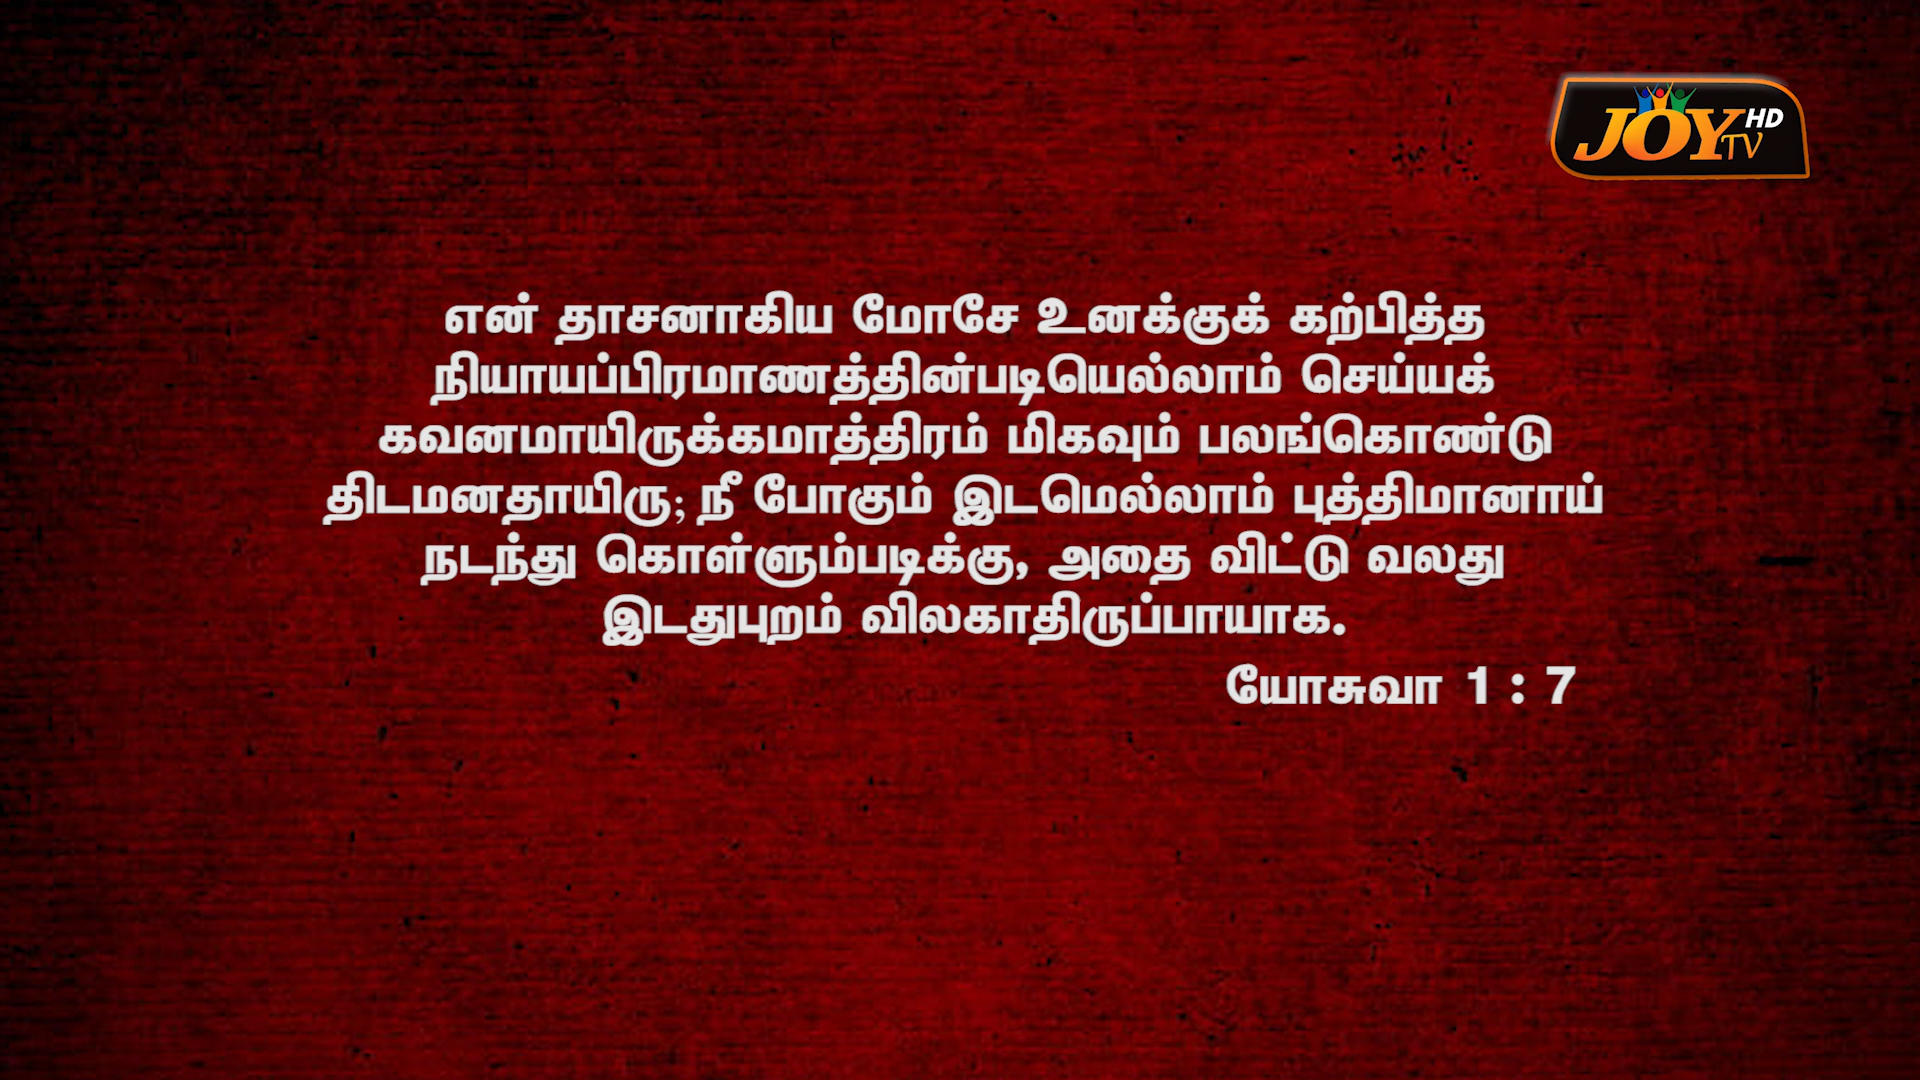 JOY HD
TV
என் தாசனாகிய மோசே உனக்குக் கற்பித்த
நியாயப்பிரமாணத்தின்படியெல்லாம் செய்யக்
கவனமாயிருக்கமாத்திரம் மிகவும் பலங்கொண்டு
திடமனதாயிரு; நீ போகும் இடமெல்லாம் புத்திமானாய்
நடந்து கொள்ளும்படிக்கு, அதை விட்டு வலது
இடதுபுறம் விலகாதிருப்பாயாக.
யோசுவா 1 : 7